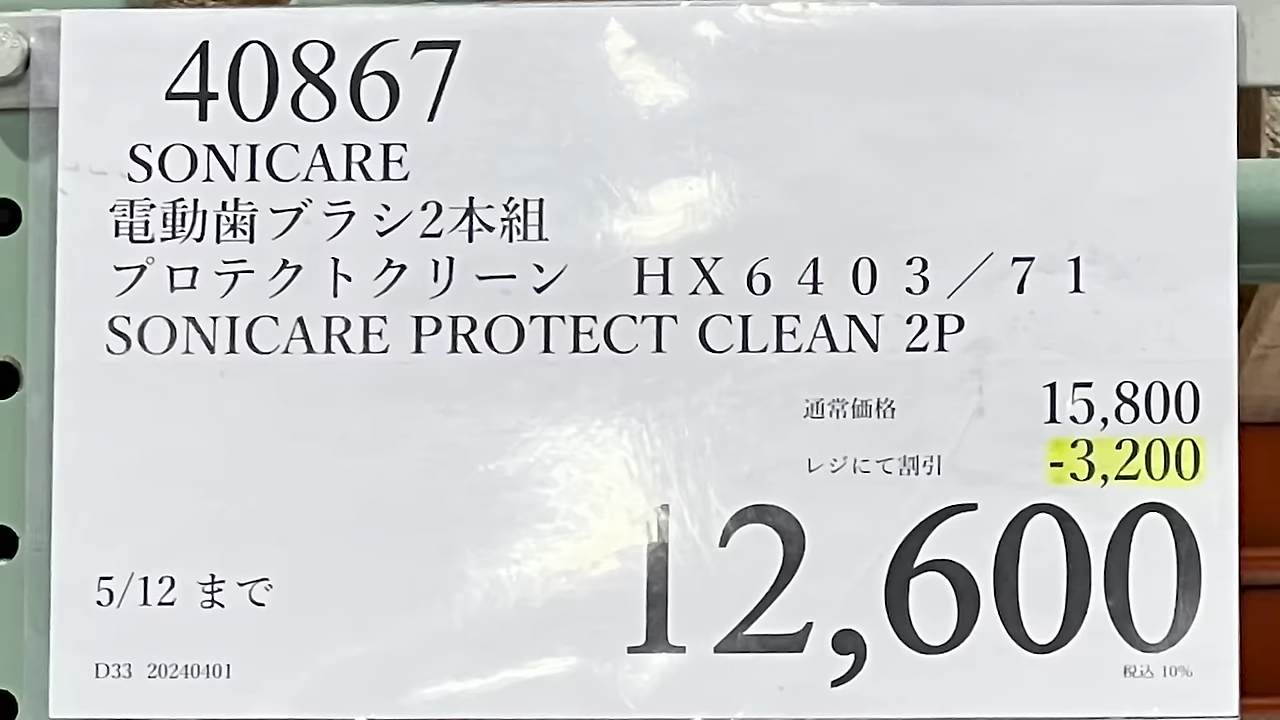 40867
SONICARE
電動歯ブラシ2本組
プロテクトクリーン　ＨＸ６４０３／７１
SONICARE PROTECT CLEAN 2P
通常価格 15,800
レジにて割引 -3,200
12,600
5/12 まで
D33 20240401
税込 10%